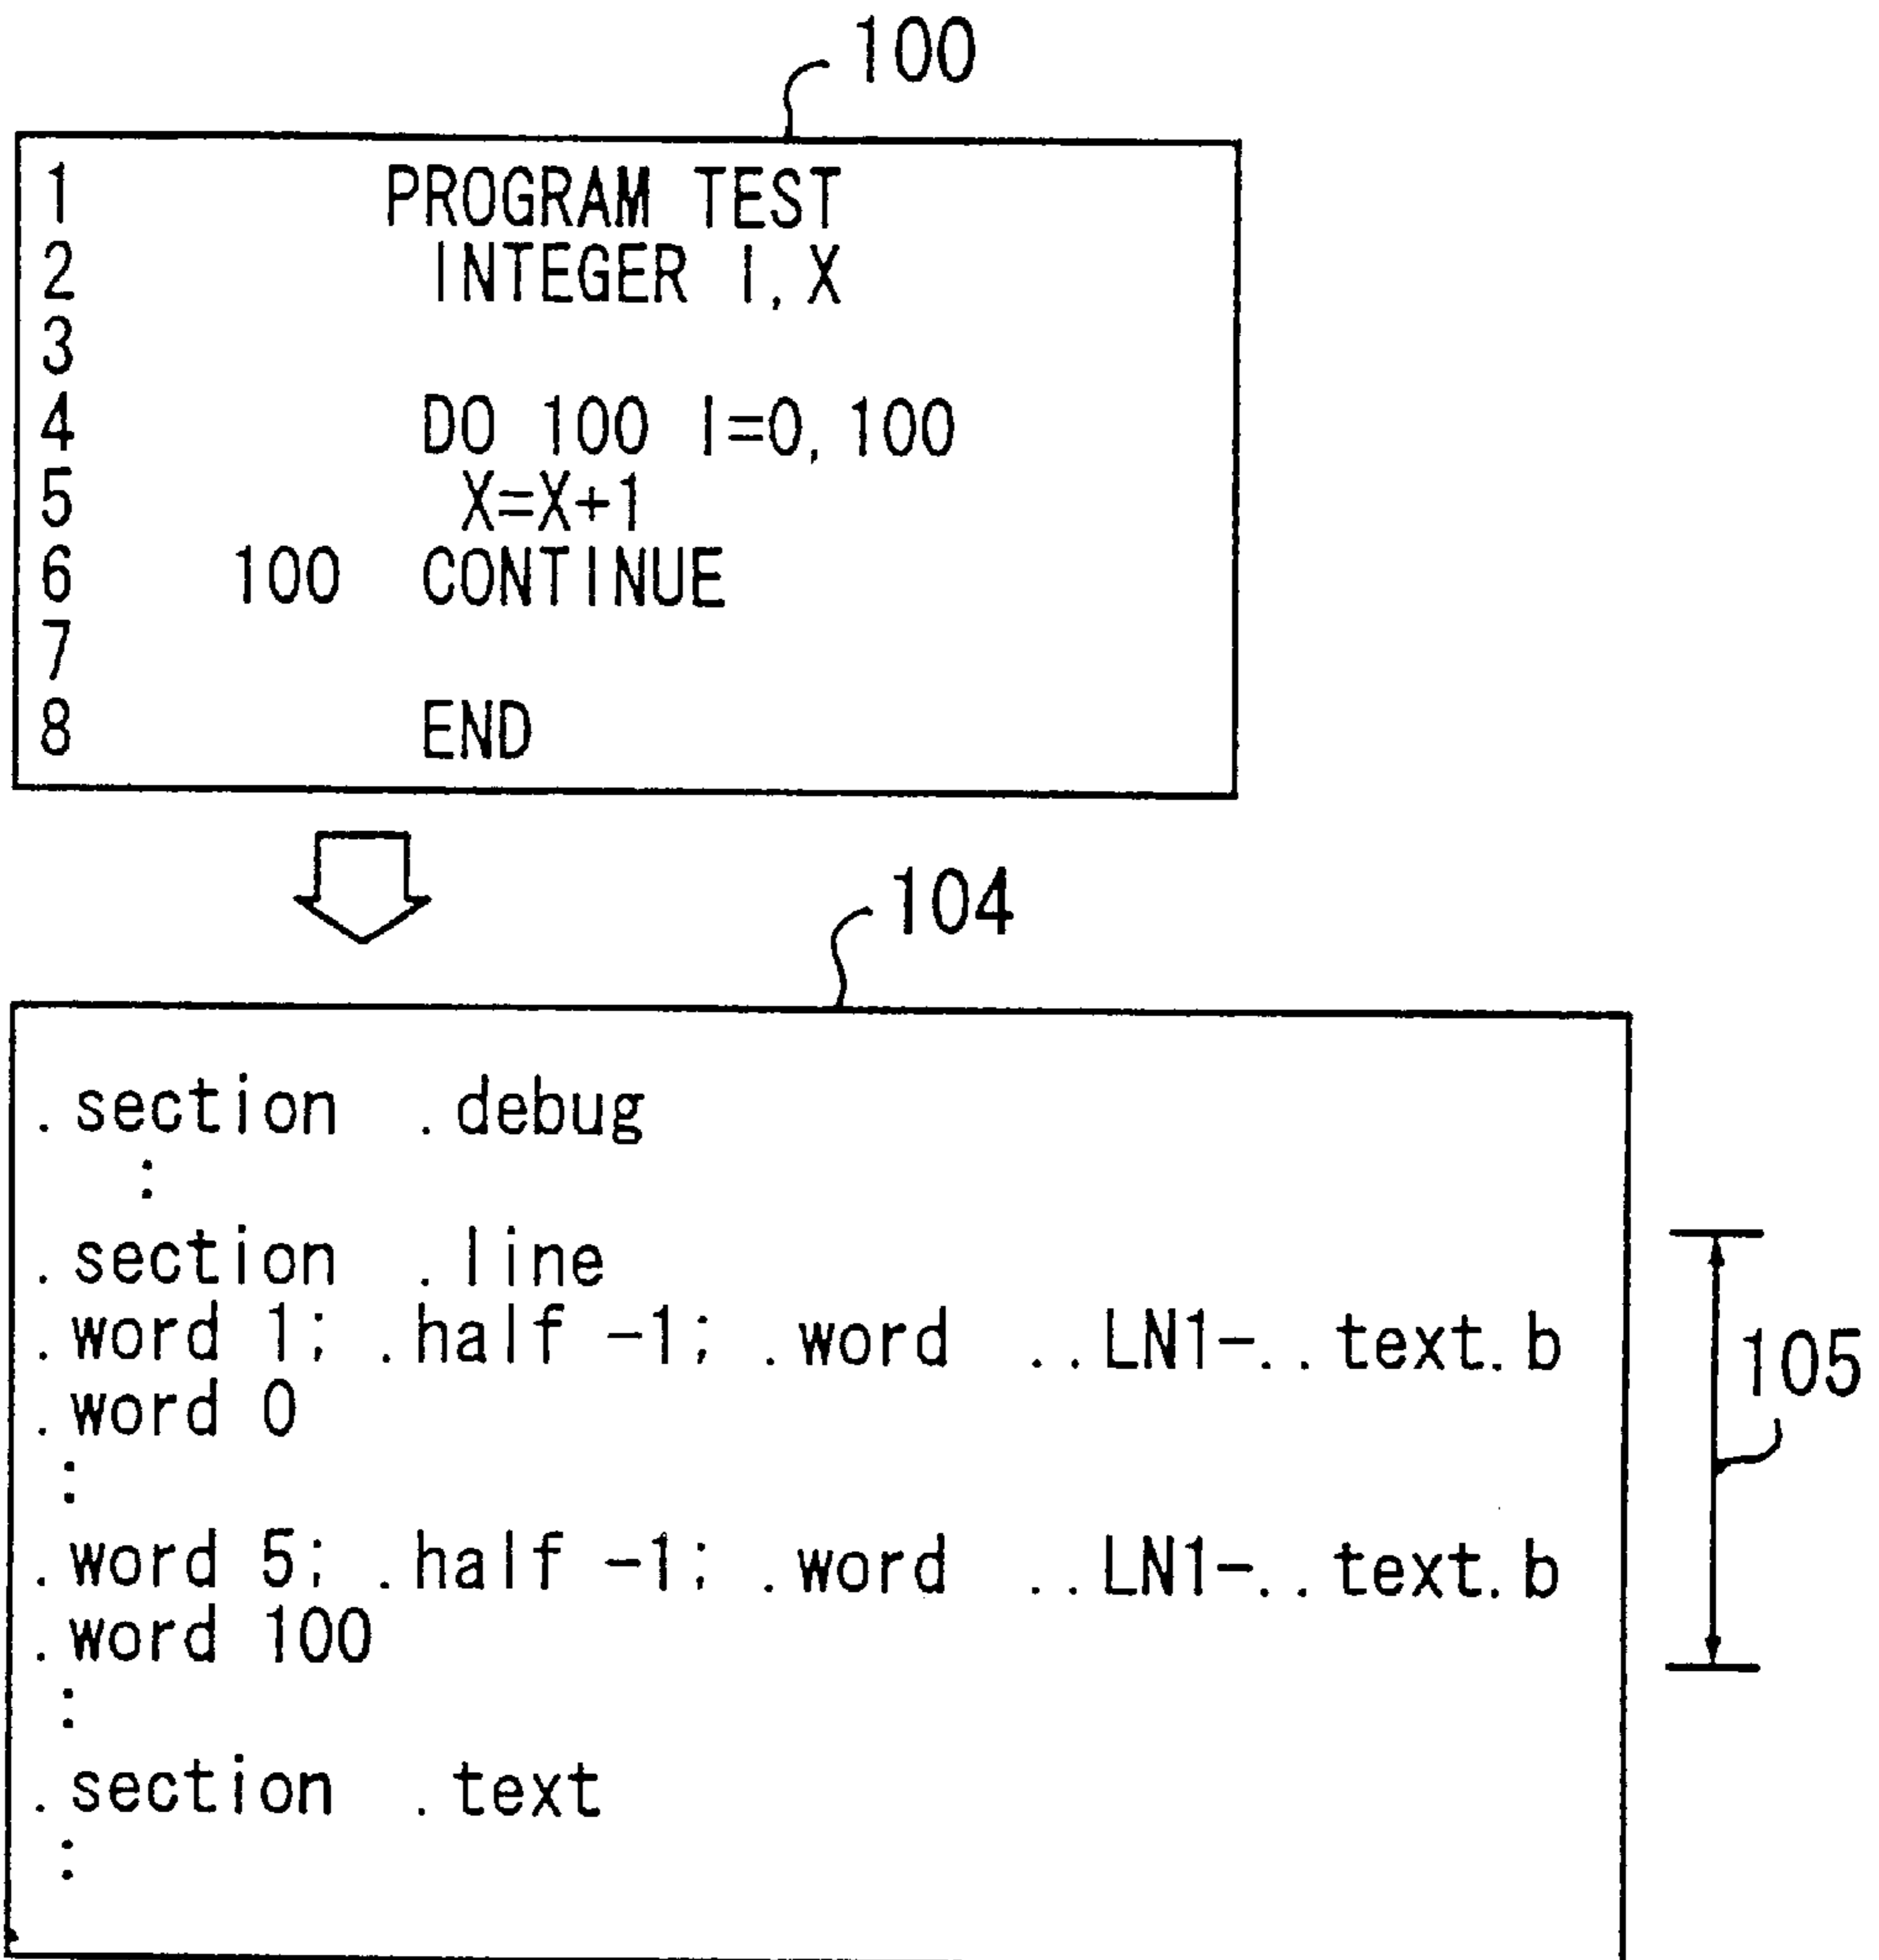 100
1 PROGRAM TEST
2 INTEGER I,X
3
4 DO 100 I=0,100
5 X=X+1
6 100 CONTINUE
7
8 END
104
.section .debug
:
.section .line
.word 1; .half -1; .word ..LN1-..text.b
.word 0
:
.word 5; .half -1; .word ..LN1-..text.b
.word 100
:
.section .text
:
105